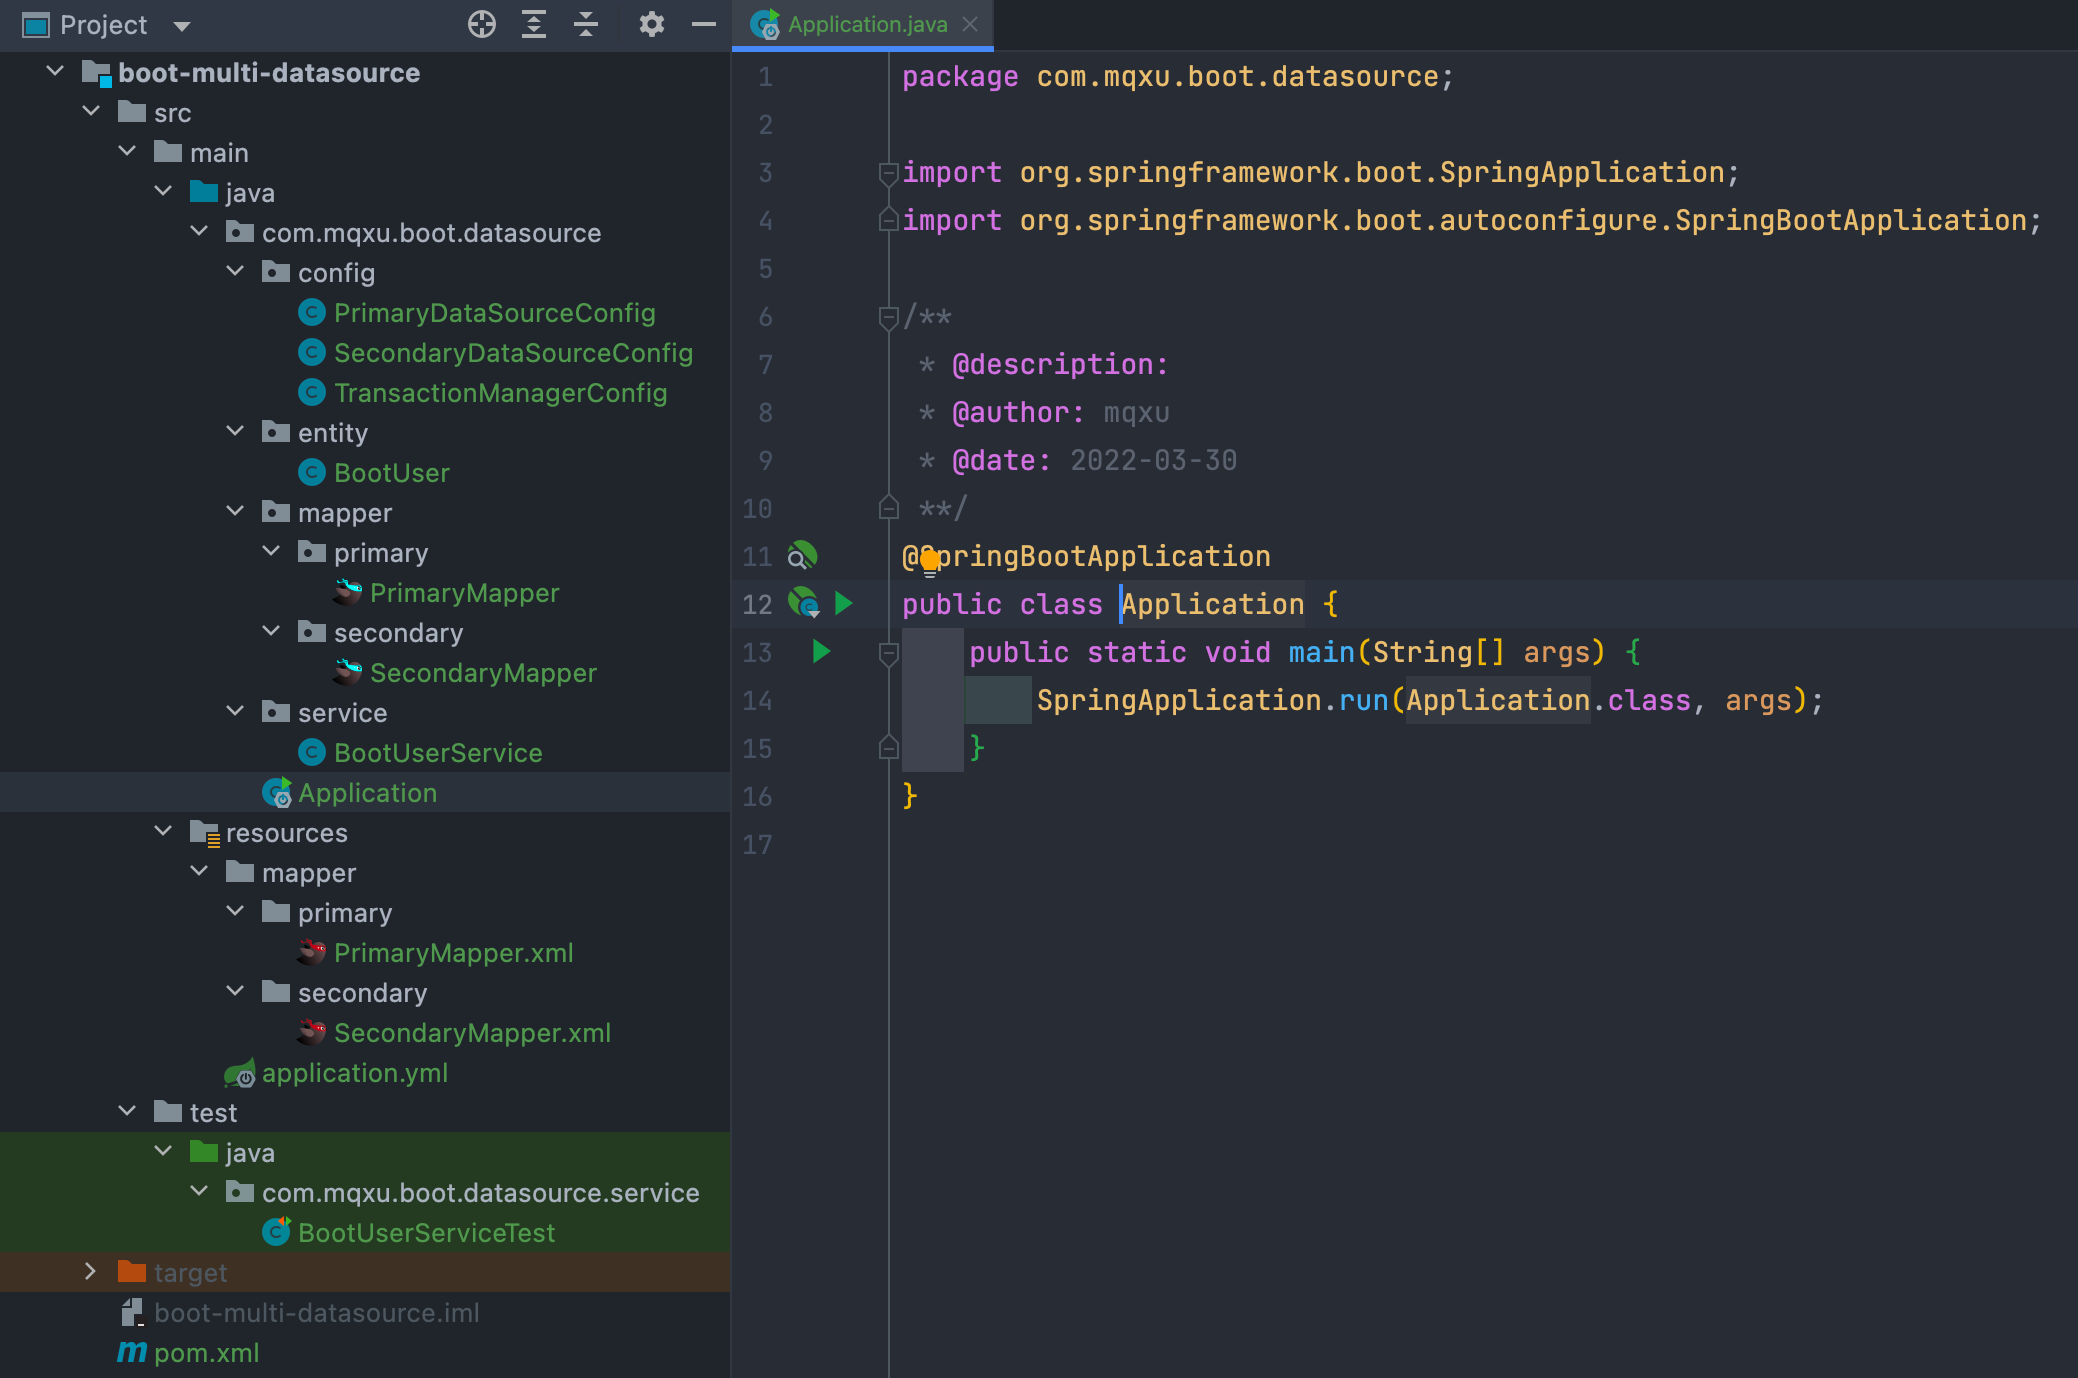 Project
boot-multi-datasource
src
main
java
com.mqxu.boot.datasource
config
PrimaryDataSourceConfig
SecondaryDataSourceConfig
TransactionManagerConfig
entity
BootUser
mapper
primary
PrimaryMapper
secondary
SecondaryMapper
service
BootUserService
Application
resources
mapper
primary
PrimaryMapper.xml
secondary
SecondaryMapper.xml
application.yml
test
java
com.mqxu.boot.datasource.service
BootUserServiceTest
target
boot-multi-datasource.iml
pom.xml
Application.java
1 package com.mqxu.boot.datasource;
2
3 import org.springframework.boot.SpringApplication;
4 import org.springframework.boot.autoconfigure.SpringBootApplication;
5
6 /**
7 * @description:
8 * @author: mqxu
9 * @date: 2022-03-30
10 **/
11 @SpringBootApplication
12 public class Application {
13 public static void main(String[] args) {
14 SpringApplication.run(Application.class, args);
15 }
16 }
17